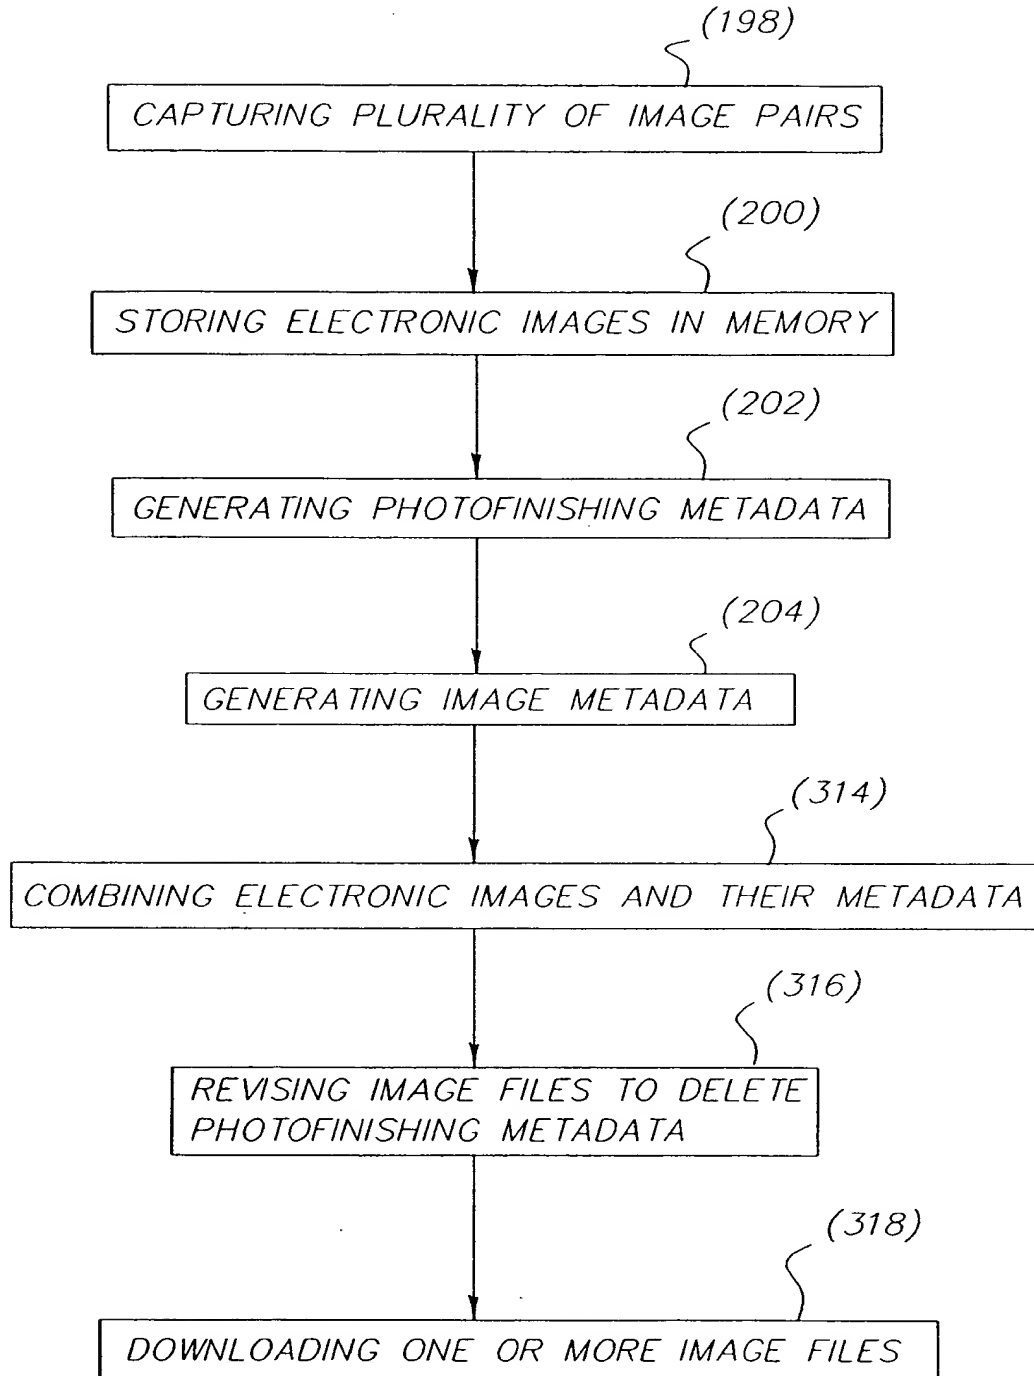 (198)
CAPTURING PLURALITY OF IMAGE PAIRS
(200)
STORING ELECTRONIC IMAGES IN MEMORY
(202)
GENERATING PHOTOFINISHING METADATA
(204)
GENERATING IMAGE METADATA
(314)
COMBINING ELECTRONIC IMAGES AND THEIR METADATA
(316)
REVISING IMAGE FILES TO DELETE
PHOTOFINISHING METADATA
(318)
DOWNLOADING ONE OR MORE IMAGE FILES